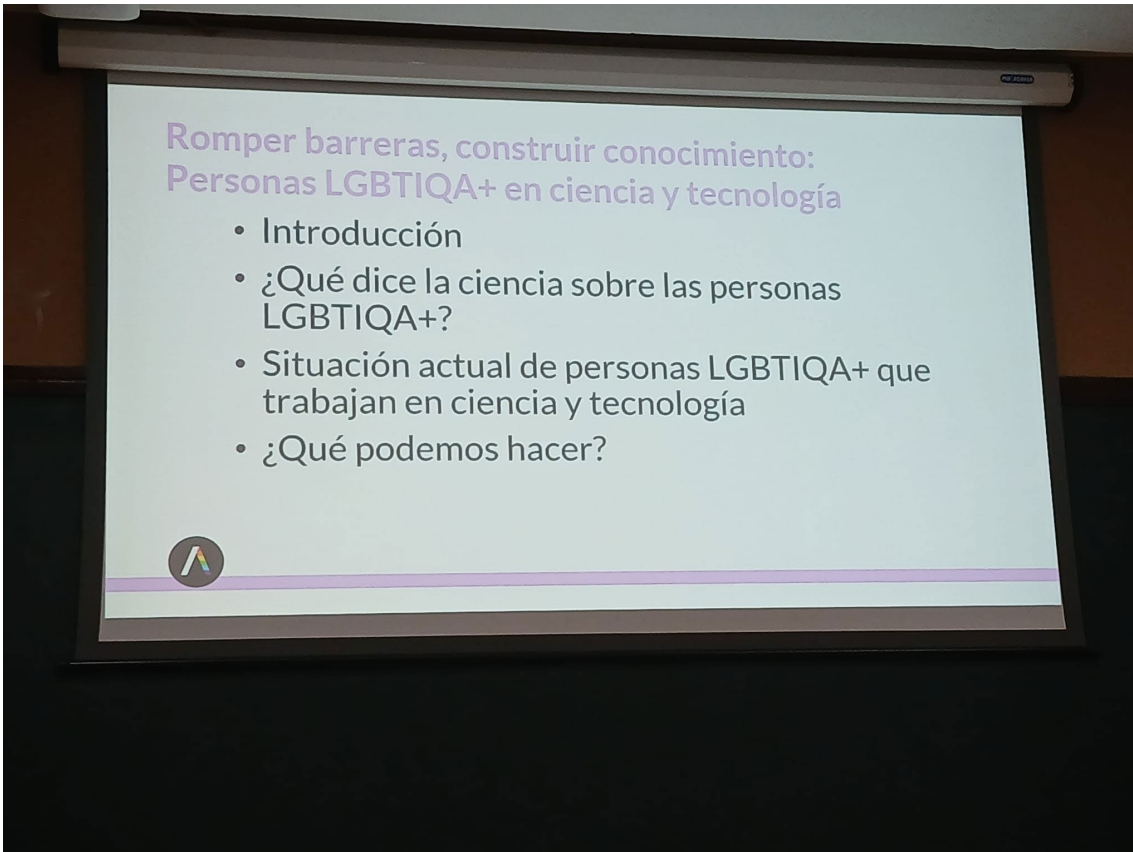 Romper barreras, construir conocimiento:
Personas LGBTIQA+ en ciencia y tecnología
• Introducción
• ¿Qué dice la ciencia sobre las personas
LGBTIQA+?
• Situación actual de personas LGBTIQA+ que
trabajan en ciencia y tecnología
• ¿Qué podemos hacer?